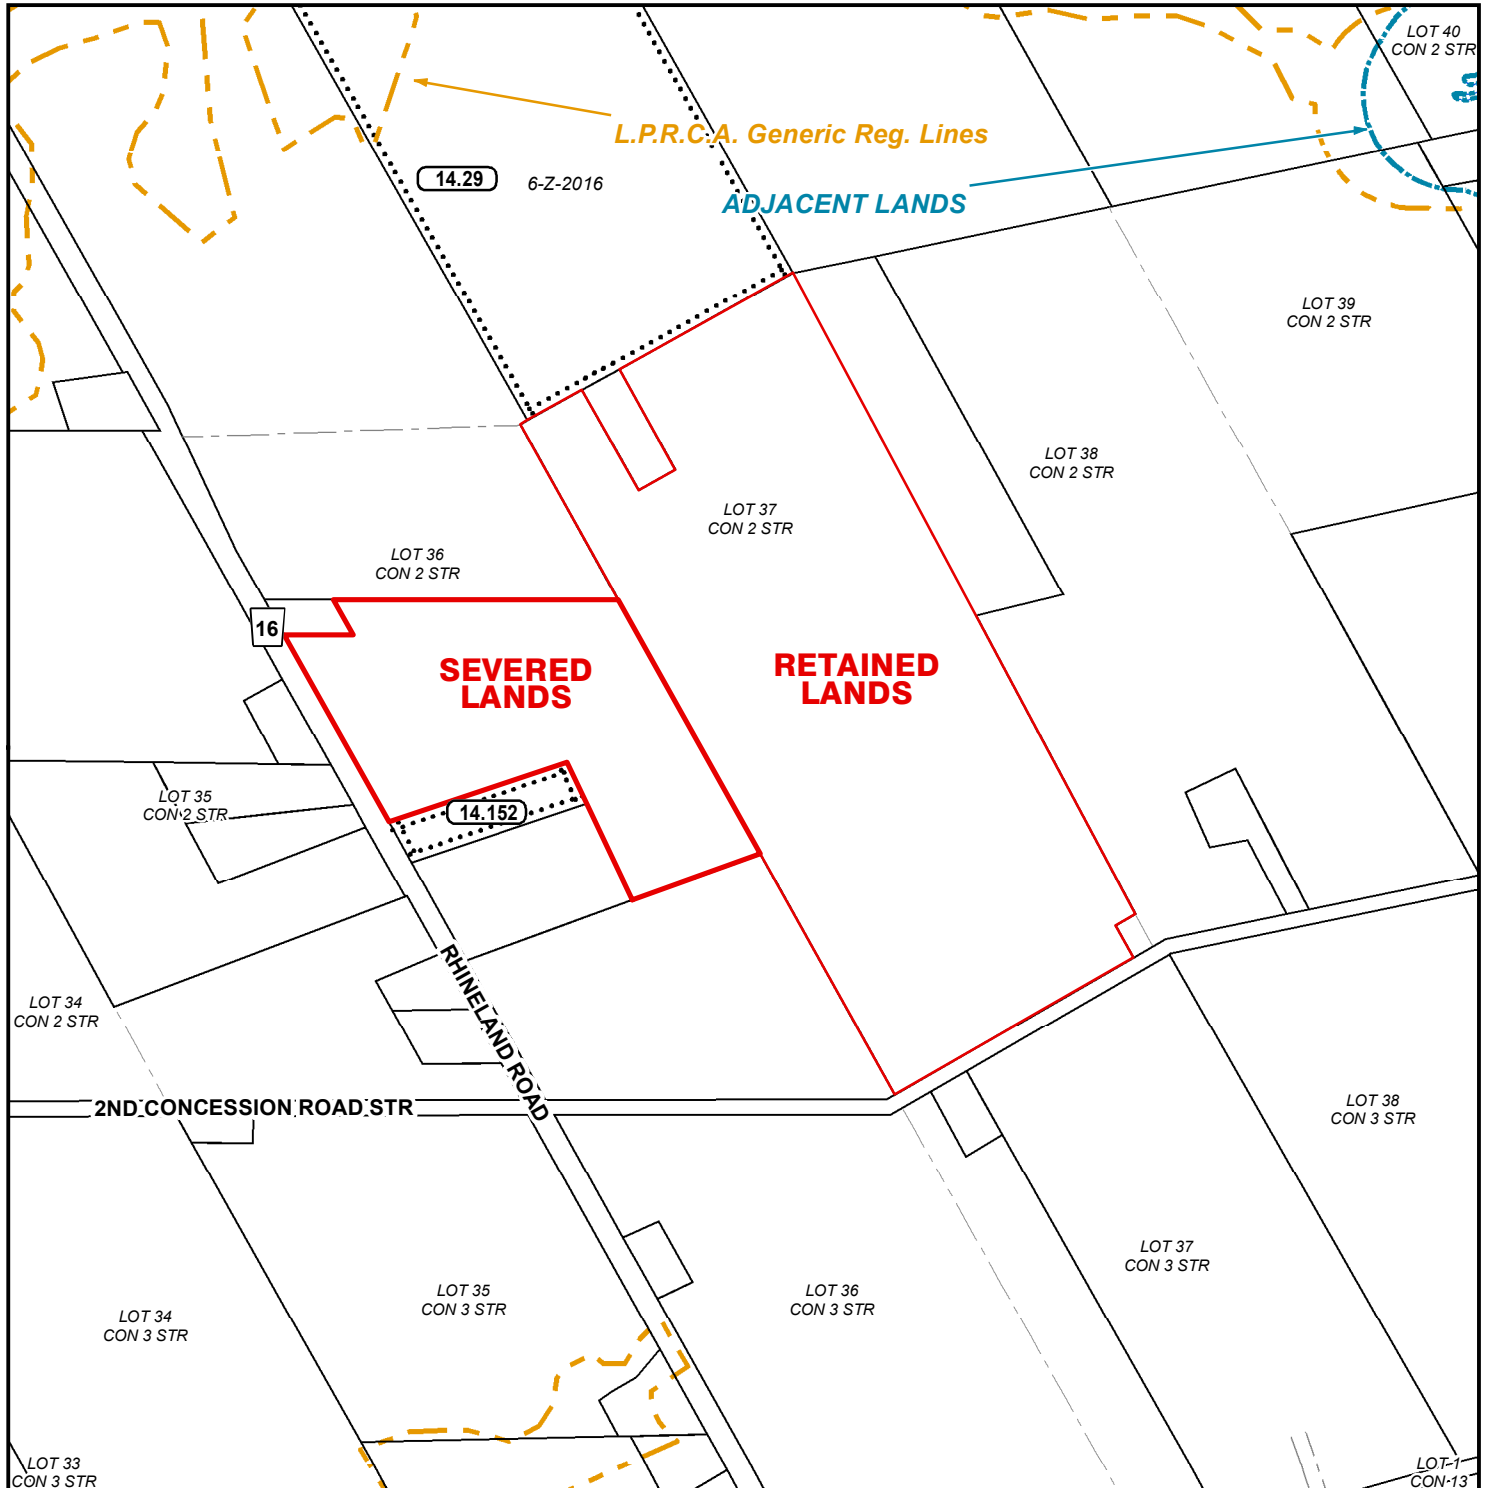 LOT 40
CON 2 STR
L.P.R.C.A. Generic Reg. Lines
14.29
6-Z-2016
ADJACENT LANDS
LOT 39
CON 2 STR
LOT 38
CON 2 STR
LOT 37
CON 2 STR
LOT 36
CON 2 STR
16
SEVERED
LANDS
RETAINED
LANDS
LOT 35
CON 2 STR
14.152
RHINELAND ROAD
LOT 34
CON 2 STR
2ND CONCESSION ROAD STR
LOT 38
CON 3 STR
LOT 37
CON 3 STR
LOT 36
CON 3 STR
LOT 35
CON 3 STR
LOT 34
CON 3 STR
LOT 33
CON 3 STR
LOT 1
CON 13